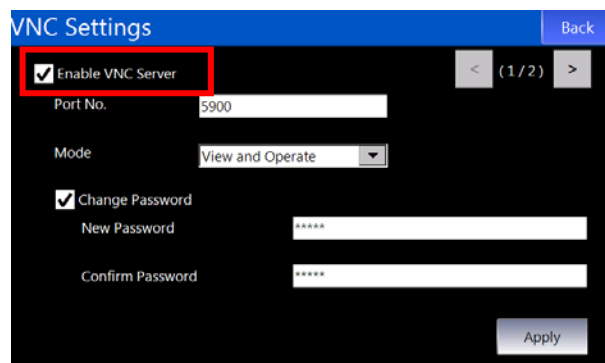 VNC Settings
Back
Enable VNC Server
< (1/2) >
Port No.
5900
Mode
View and Operate
Change Password
New Password
*****
Confirm Password
*****
Apply